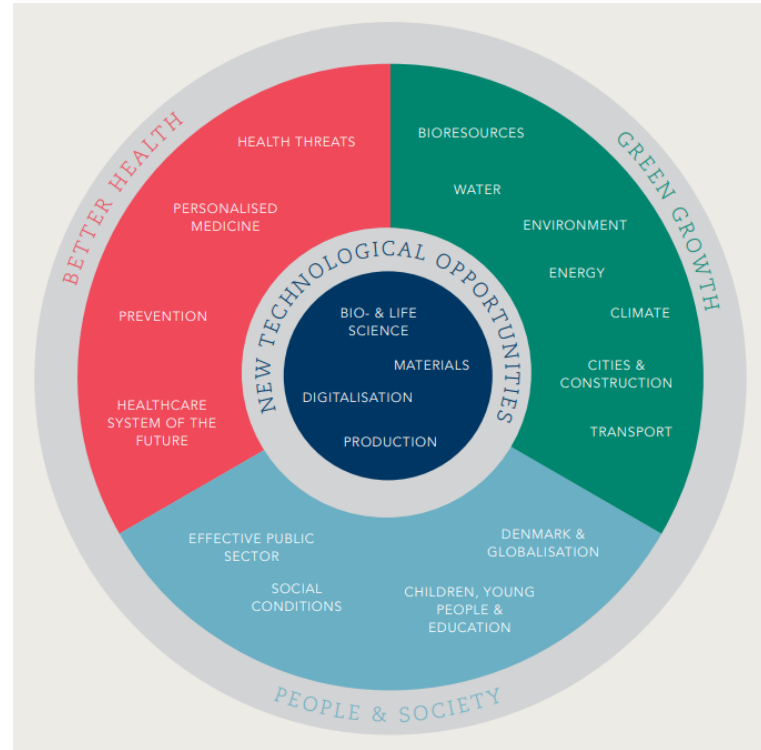 BETTER HEALTH
HEALTH THREATS
PERSONALISED
MEDICINE
PREVENTION
HEALTHCARE
SYSTEM OF THE
FUTURE
GREEN GROWTH
BIORESOURCES
WATER
ENVIRONMENT
ENERGY
CLIMATE
CITIES &
CONSTRUCTION
TRANSPORT
NEW TECHNOLOGICAL OPPORTUNITIES
BIO- & LIFE
SCIENCE
MATERIALS
DIGITALISATION
PRODUCTION
EFFECTIVE PUBLIC
SECTOR
SOCIAL
CONDITIONS
DENMARK &
GLOBALISATION
CHILDREN, YOUNG
PEOPLE &
EDUCATION
PEOPLE & SOCIETY